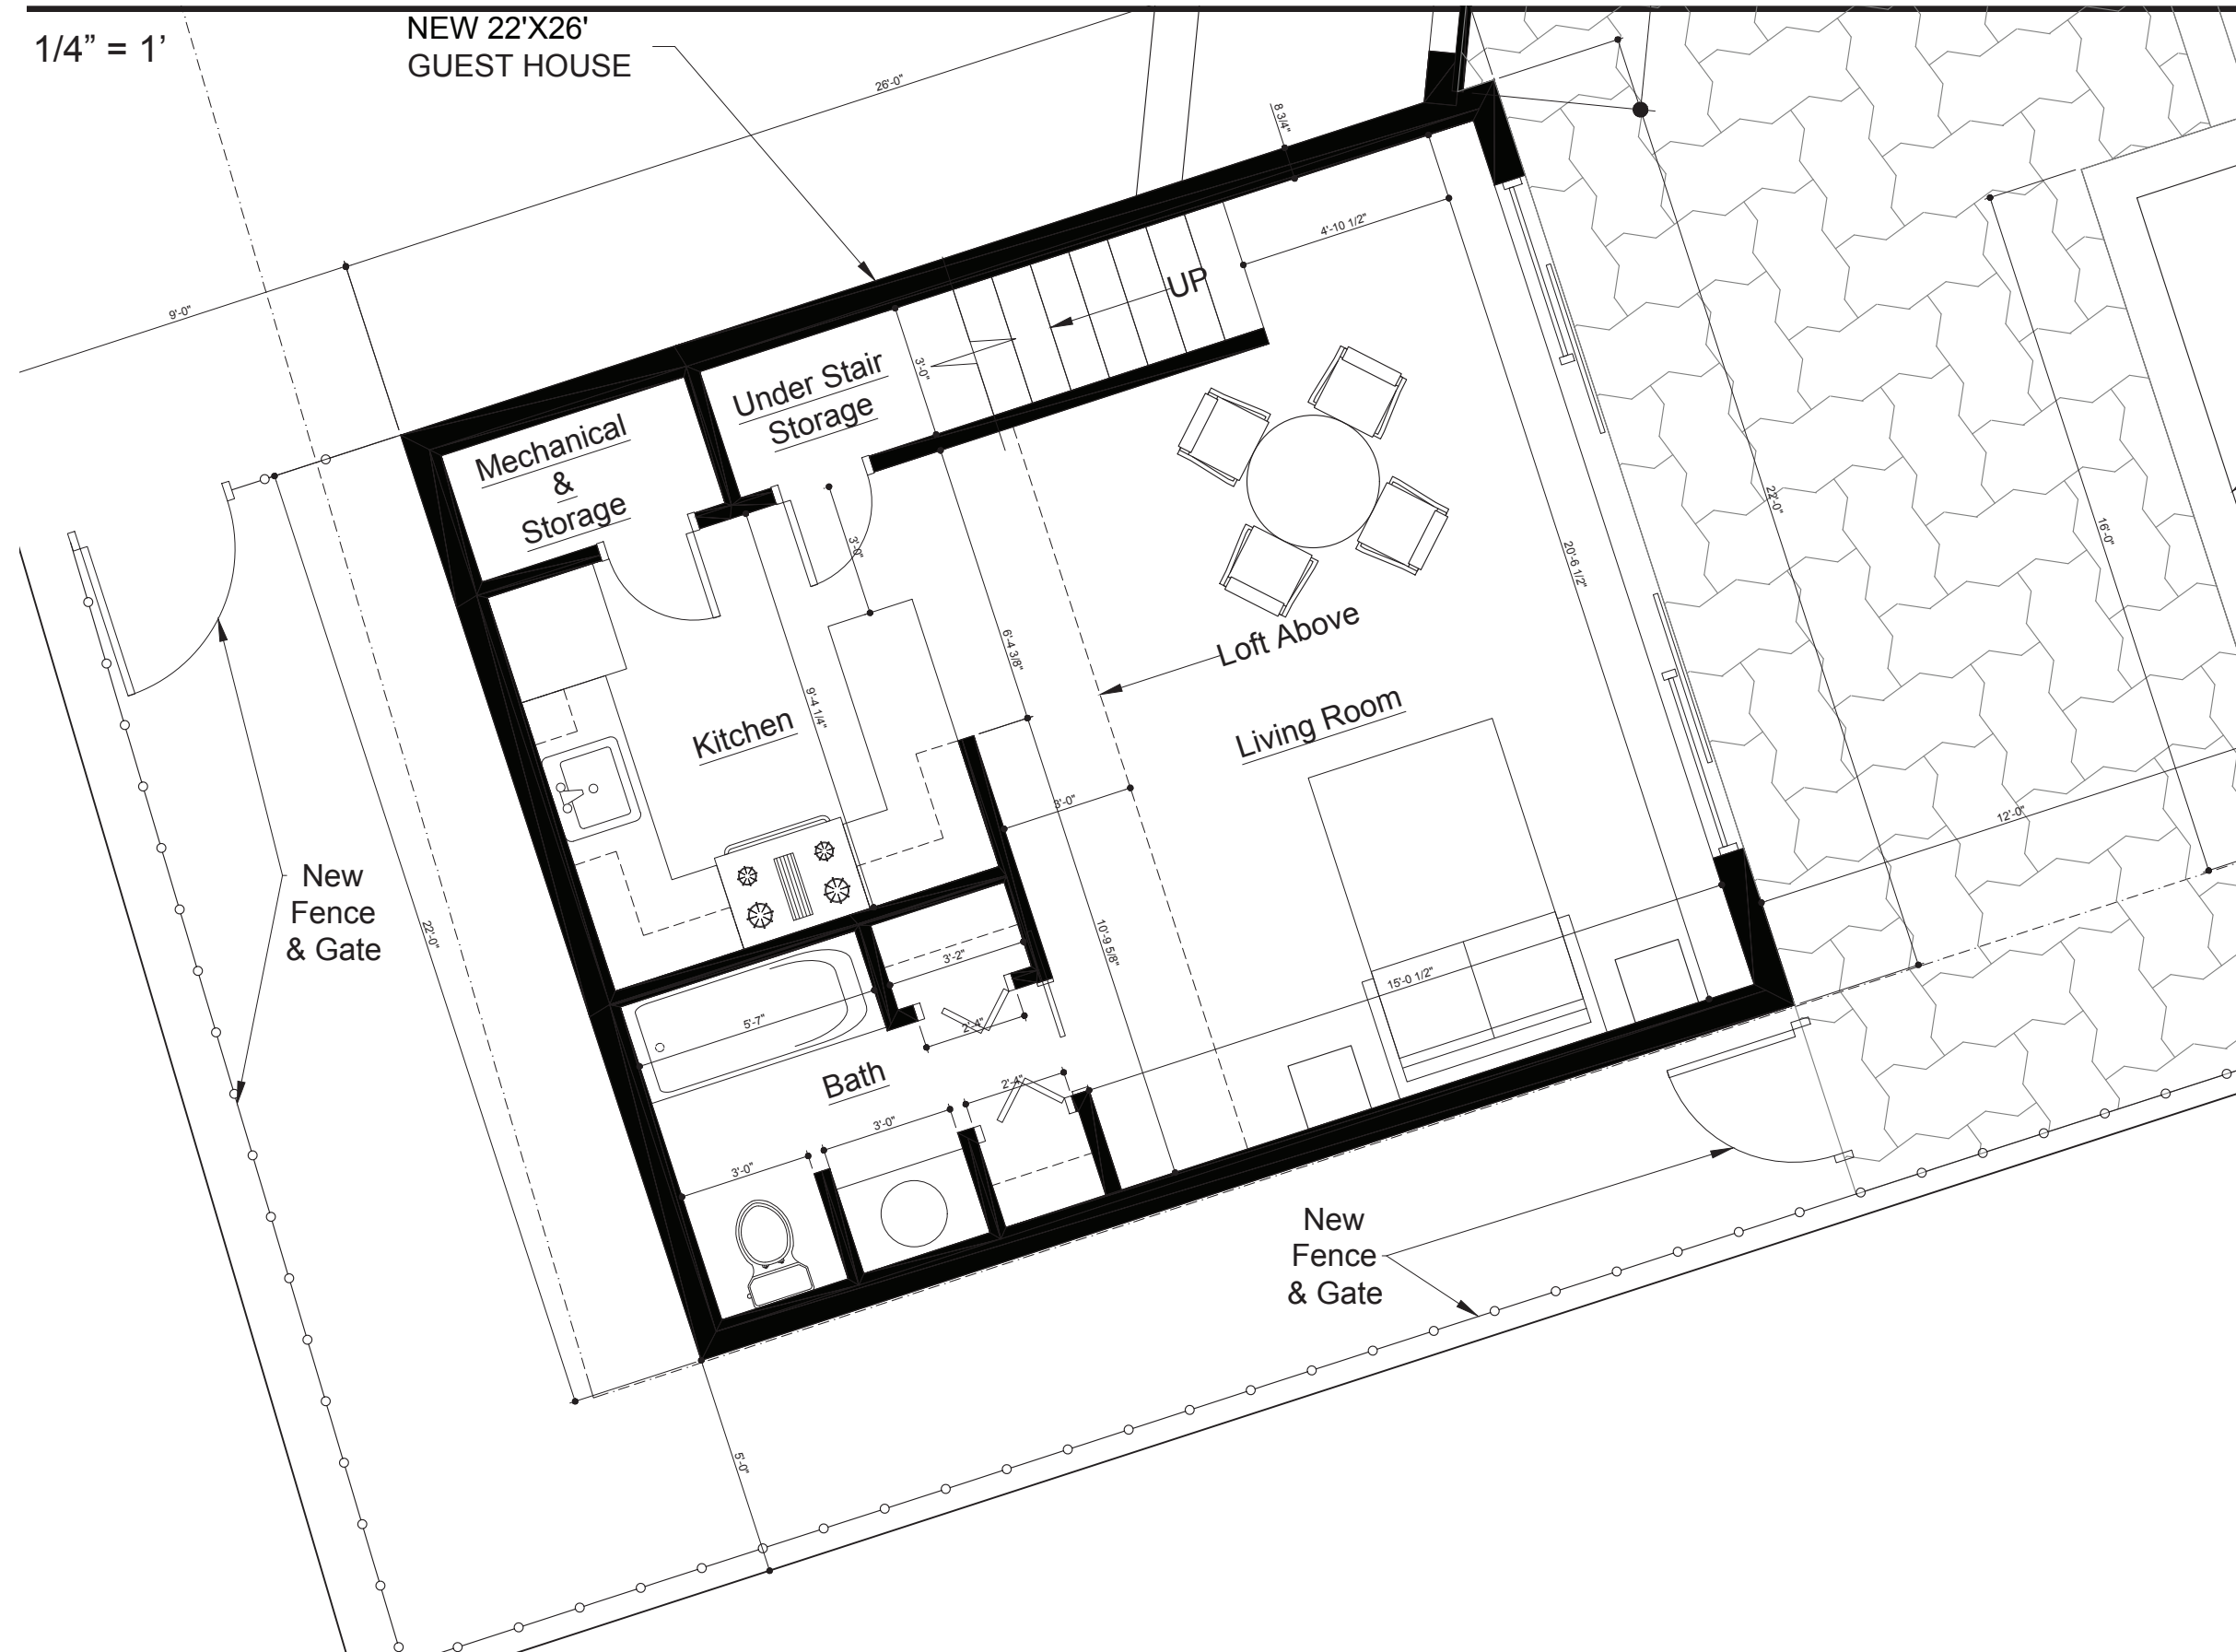 NEW 22'X26'
GUEST HOUSE
1/4” = 1’
26'-0"
8 3/4"
9'-0"
4'-10 1/2"
UP
3'-0"
Under Stair
Storage
Mechanical
&
Storage
3'-0"
22'-0"
16'-0"
20'-6 1/2"
6'-4 3/8"
Loft Above
9'-4 1/4"
Kitchen
Living Room
3'-0"
12'-0"
New
Fence
& Gate
22'-0"
10'-9 5/8"
3'-2"
15'-0 1/2"
5'-7"
2'-4"
Bath
2'-4"
3'-0"
3'-0"
New
Fence
& Gate
5'-0"